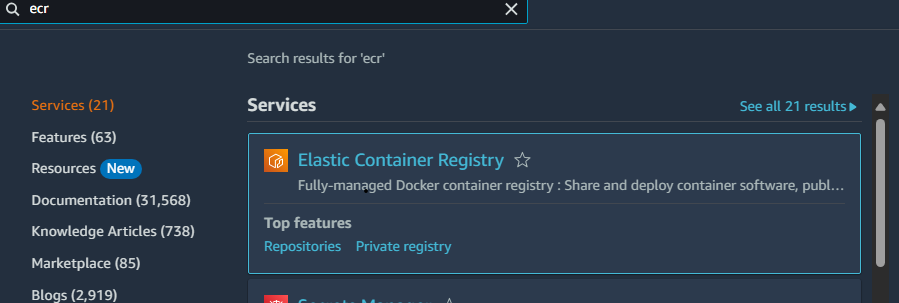 ecr
Search results for 'ecr'
Services (21)
Features (63)
Resources New
Documentation (31,568)
Knowledge Articles (738)
Marketplace (85)
Blogs (2,919)
Services
See all 21 results
Elastic Container Registry
Fully-managed Docker container registry : Share and deploy container software, publ...
Top features
Repositories Private registry